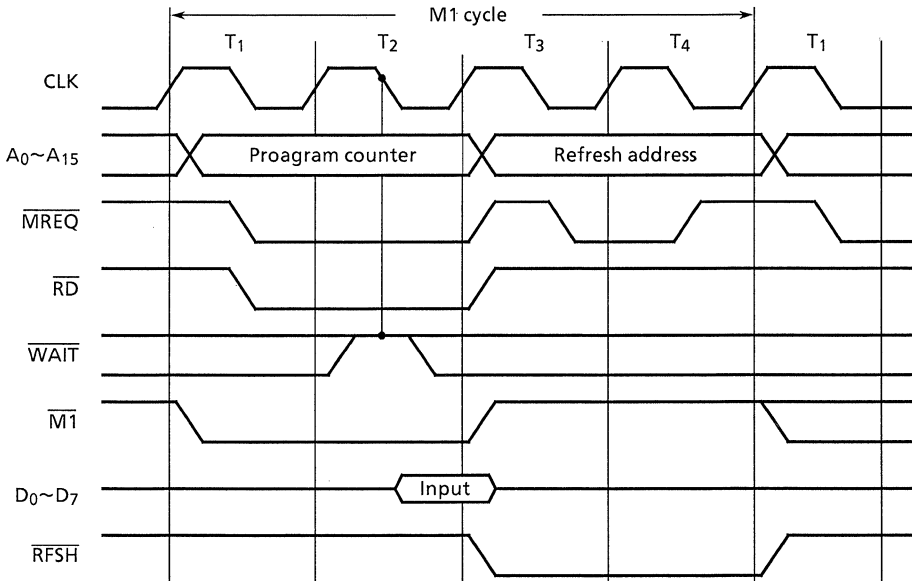 M1 cycle
T1 T2 T3 T4 T1
CLK
A0~A15 Proagram counter Refresh address
MREQ
RD
WAIT
M1
D0~D7 Input
RFSH